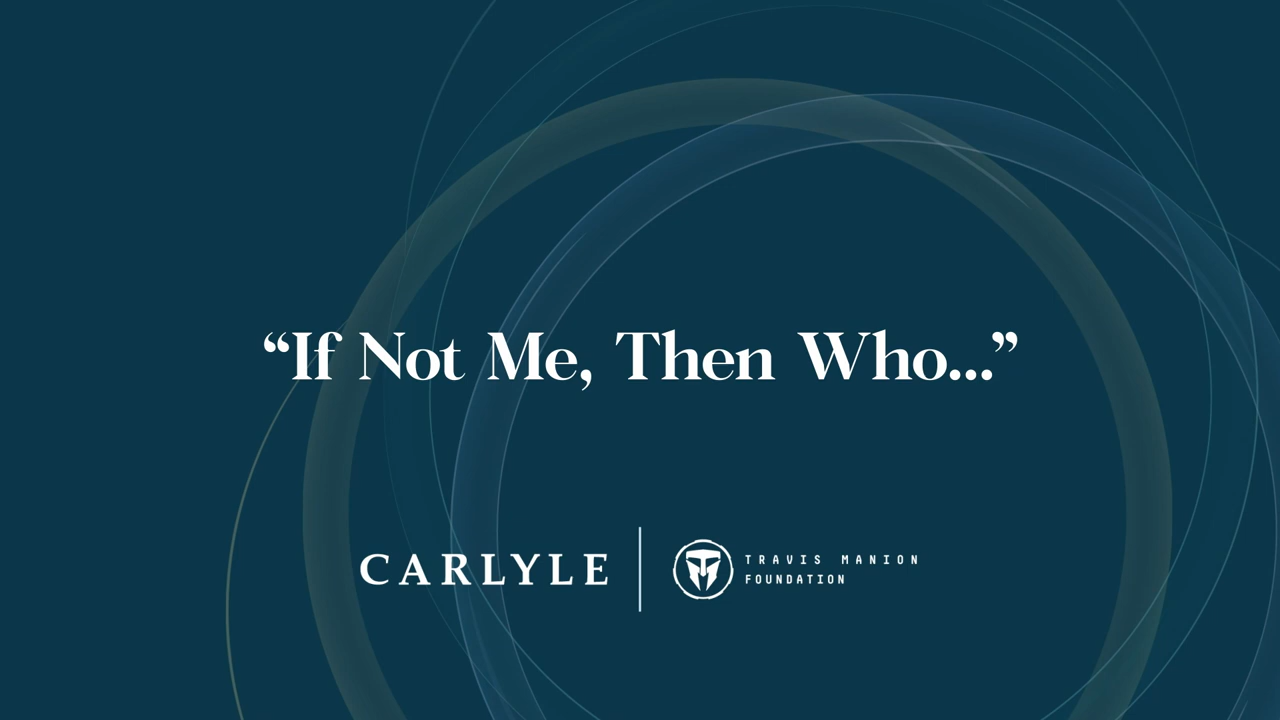 “If Not Me, Then Who...”
CARLYLE
TRAVIS MANION
FOUNDATION